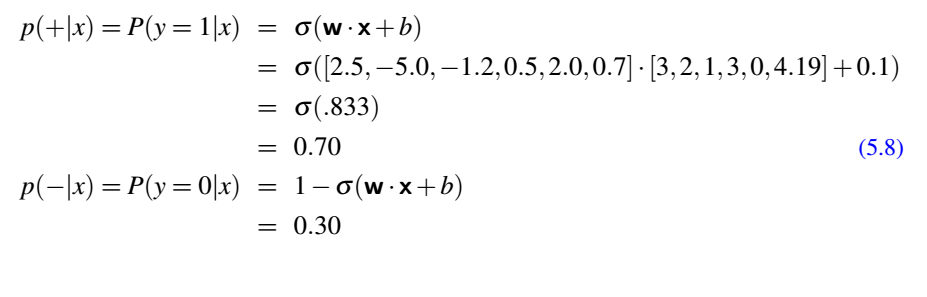 p(+|x) = P(y = 1|x) = σ(w · x + b)
= σ([2.5, −5.0, −1.2, 0.5, 2.0, 0.7] · [3, 2, 1, 3, 0, 4.19] + 0.1)
= σ(.833)
= 0.70 (5.8)
p(−|x) = P(y = 0|x) = 1 − σ(w · x + b)
= 0.30